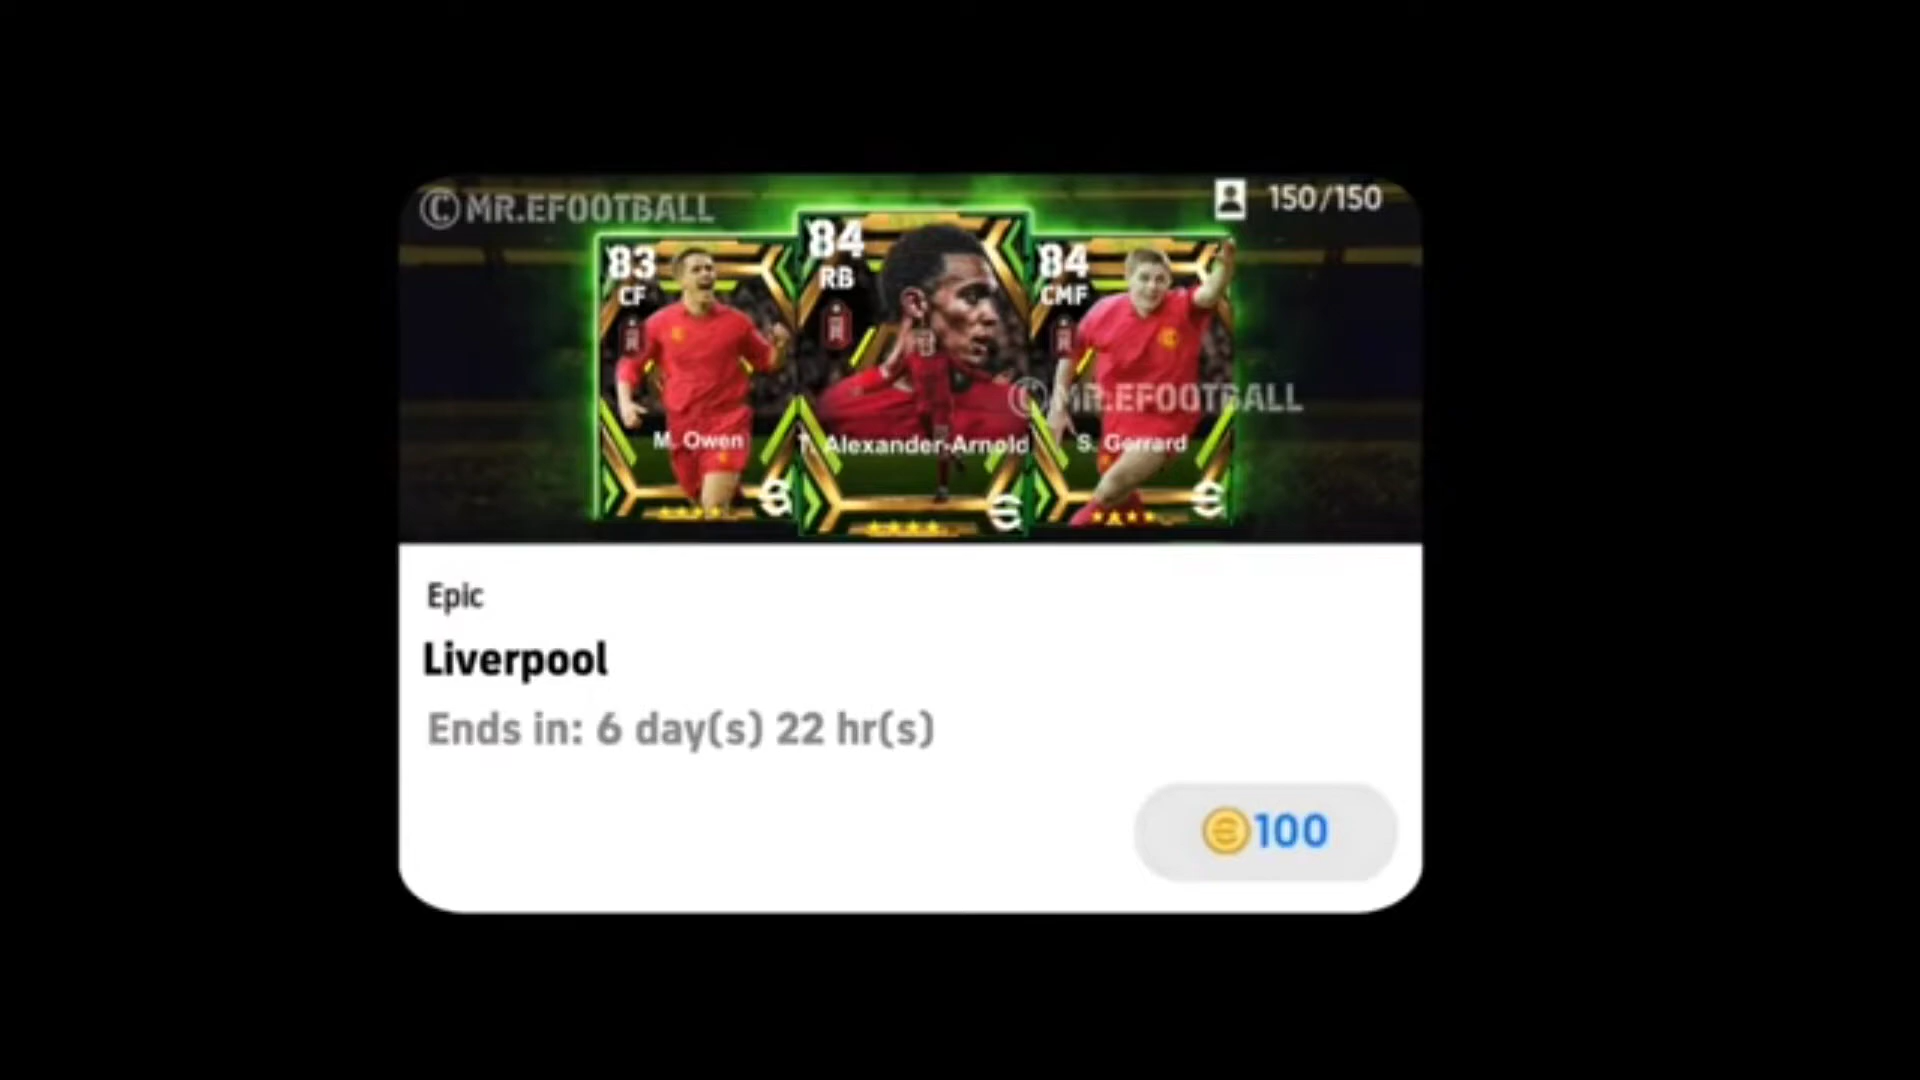 ©MR.EFOOTBALL
150/150
83
CF
84
RB
84
CMF
©MR.EFOOTBALL
M. Owen
T. Alexander-Arnold
S. Gerrard
Epic
Liverpool
Ends in: 6 day(s) 22 hr(s)
100